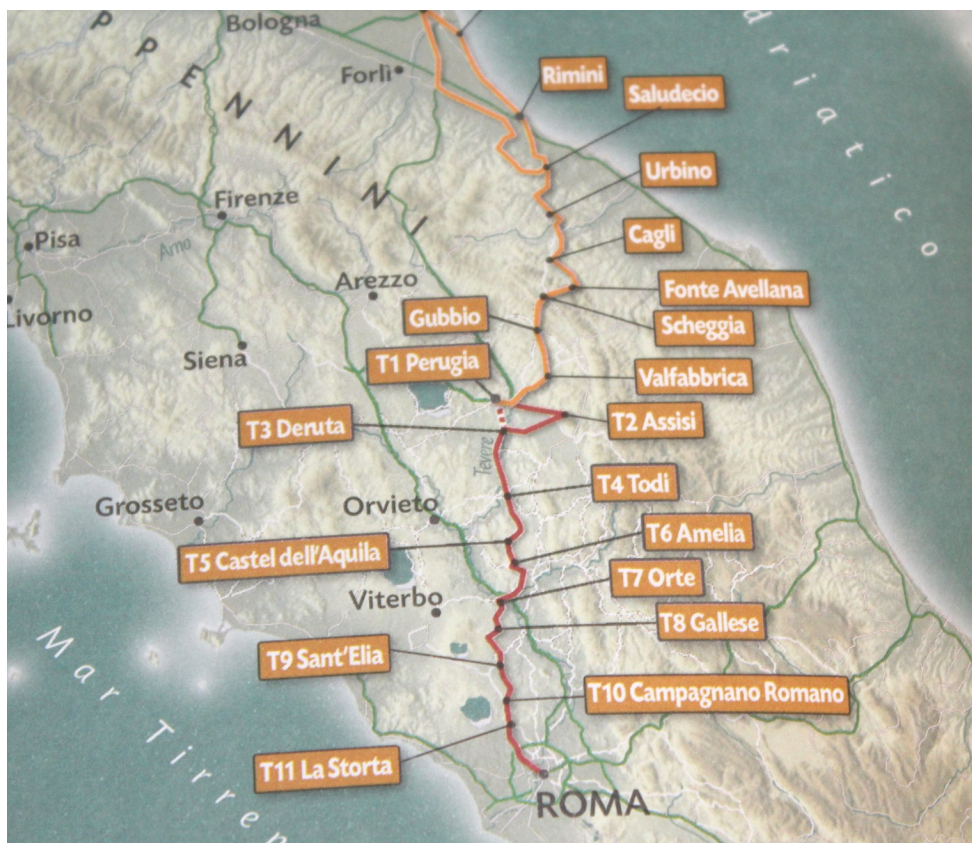 Bologna
APPENNINI
driatico
Forlì
Rimini
Saludecio
Urbino
Firenze
Pisa
Arno
Cagli
Arezzo
Fonte Avellana
Livorno
Gubbio
Scheggia
Siena
T1 Perugia
Valfabbrica
T2 Assisi
T3 Deruta
Tevere
T4 Todi
Grosseto
Orvieto
T6 Amelia
T5 Castel dell'Aquila
T7 Orte
Viterbo
T8 Gallese
T9 Sant'Elia
T10 Campagnano Romano
Mar Tirren
T11 La Storta
ROMA